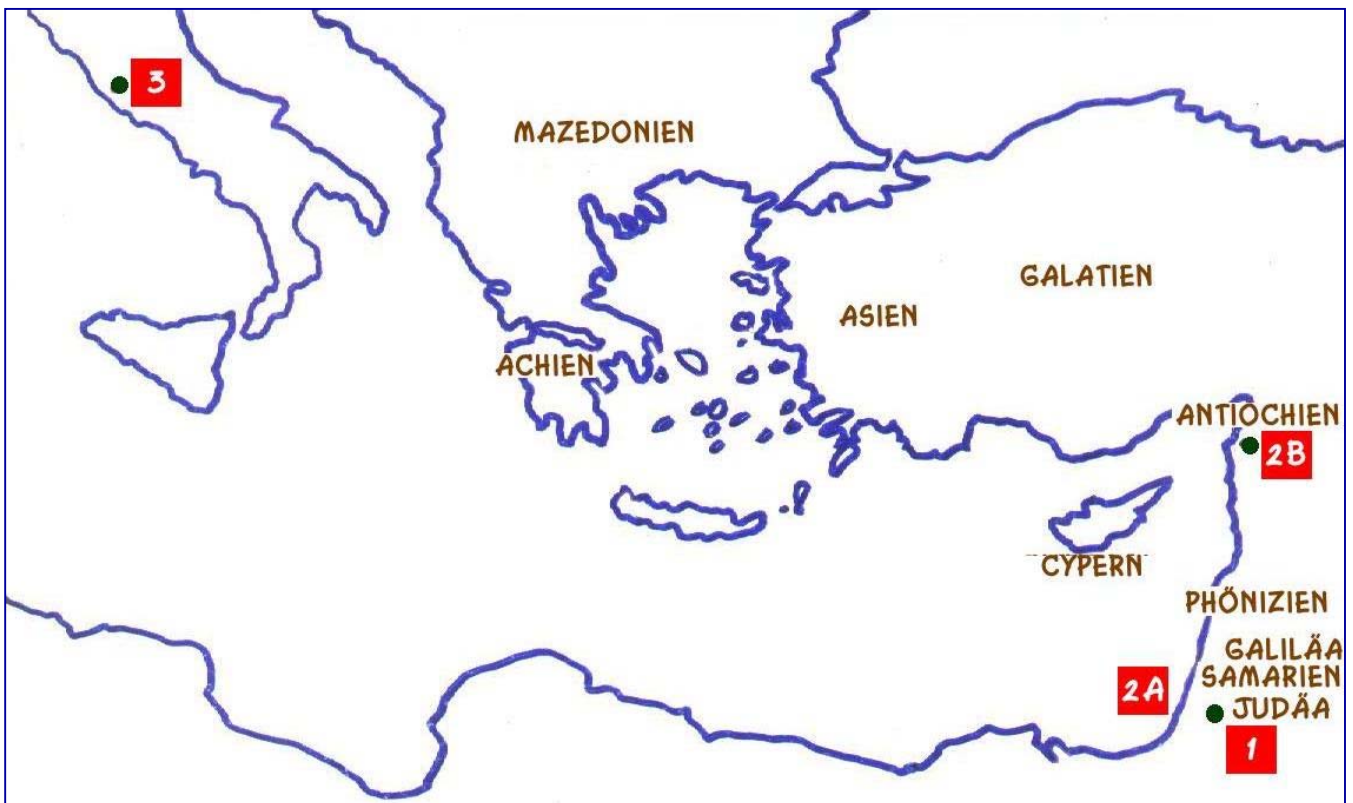 3
MAZEDONIEN
GALATIEN
ASIEN
ACHIEN
ANTIOCHIEN
2B
CYPERN
PHÖNIZIEN
GALILÄA
SAMARIEN
2A
JUDÄA
1